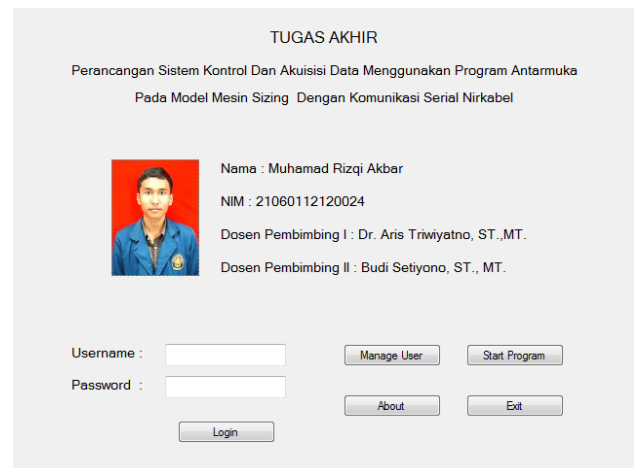 TUGAS AKHIR
Perancangan Sistem Kontrol Dan Akuisisi Data Menggunakan Program Antarmuka
Pada Model Mesin Sizing Dengan Komunikasi Serial Nirkabel
Nama : Muhamad Rizqi Akbar
NIM : 21060112120024
Dosen Pembimbing I : Dr. Aris Triwiyatno, ST.,MT.
Dosen Pembimbing II : Budi Setiyono, ST., MT.
Username :
Manage User
Start Program
Password :
About
Exit
Login